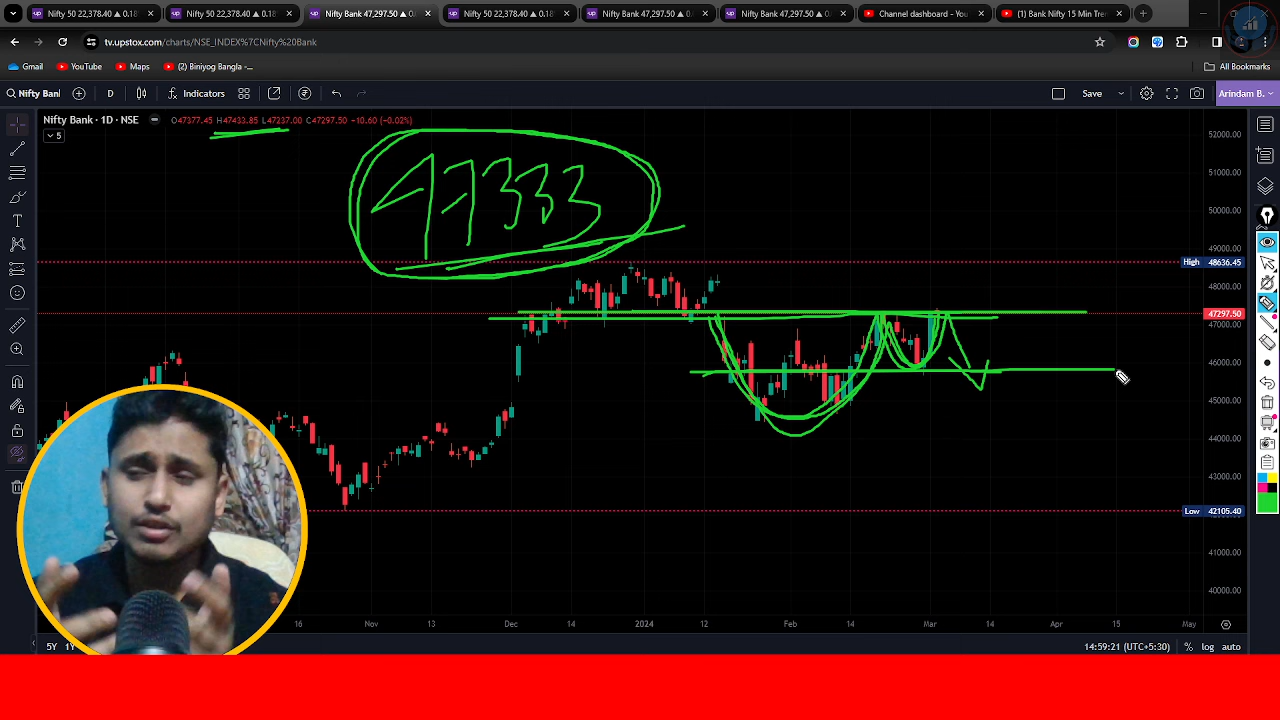 Nifty 50 22,378.40 ▲ 0.18 Nifty 50 22,378.40 ▲ 0.18 Nifty Bank 47,297.50 ▲ 0. Nifty 50 22,378.40 ▲ 0.18 Nifty Bank 47,297.50 ▲ 0. Nifty Bank 47,297.50 ▲ 0. Channel dashboard - You (1) Bank Nifty 15 Min Tre
tv.upstox.com/charts/NSE_INDEX%7CNifty%20Bank
Gmail YouTube Maps (2) Biniyog Bangla -... All Bookmarks
Nifty Ban D Indicators Save Arindam B.
Nifty Bank · 1D · NSE O47377.45 H47433.85 L47237.00 C47297.50 −10.60 (−0.02%)
5
47333
52000.00
51000.00
50000.00
49000.00
High 48636.45
48000.00
47297.50
47000.00
46000.00
45000.00
44000.00
43000.00
Low 42105.40
41000.00
40000.00
16 Nov 13 Dec 14 2024 12 Feb 14 Mar 14 Apr 15 May
5Y 1Y 14:59:21 (UTC+5:30) % log auto